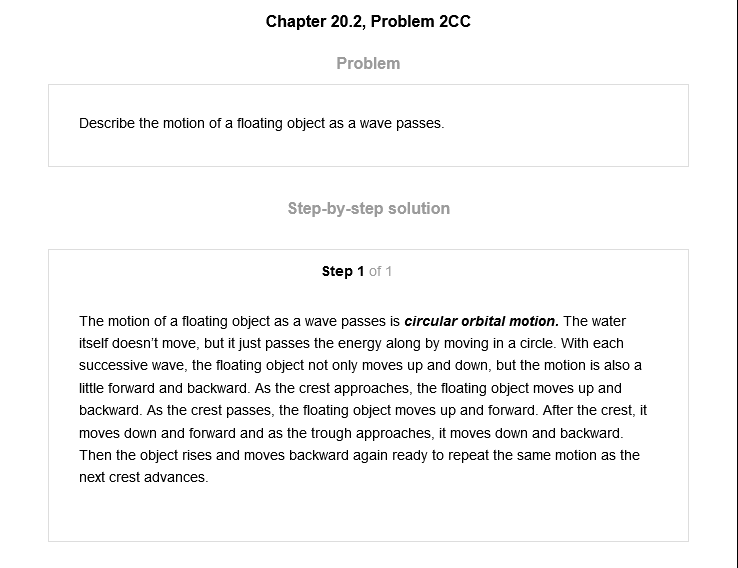 Chapter 20.2, Problem 2CC
Problem
Describe the motion of a floating object as a wave passes.
Step-by-step solution
Step 1 of 1
The motion of a floating object as a wave passes is circular orbital motion. The water
itself doesn't move, but it just passes the energy along by moving in a circle. With each
successive wave, the floating object not only moves up and down, but the motion is also a
little forward and backward. As the crest approaches, the floating object moves up and
backward. As the crest passes, the floating object moves up and forward. After the crest, it
moves down and forward and as the trough approaches, it moves down and backward.
Then the object rises and moves backward again ready to repeat the same motion as the
next crest advances.